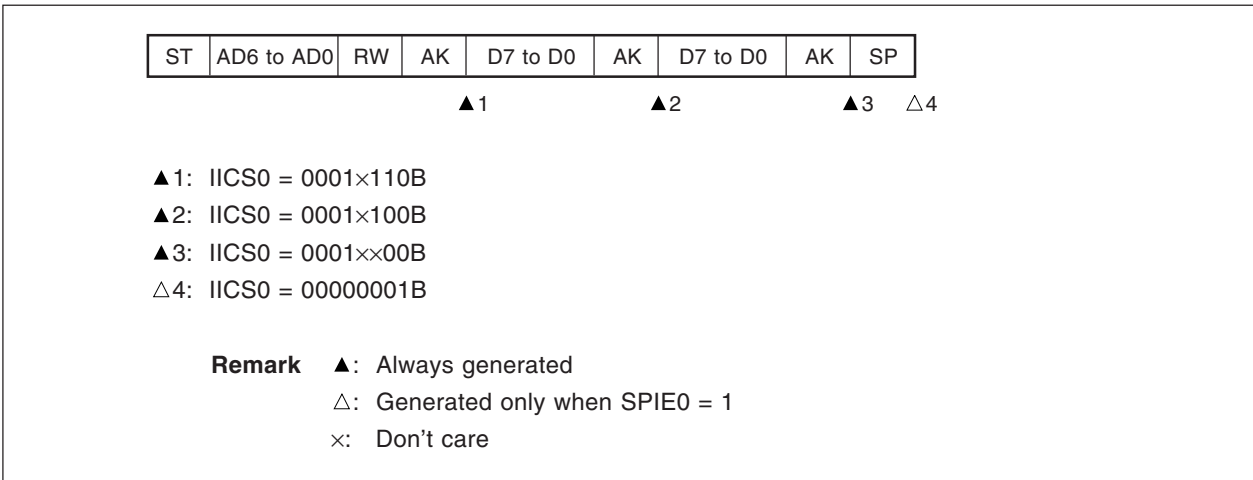 ST AD6 to AD0 RW AK D7 to D0 AK D7 to D0 AK SP
▲1 ▲2 ▲3 △4
▲1: IICS0 = 0001×110B
▲2: IICS0 = 0001×100B
▲3: IICS0 = 0001××00B
△4: IICS0 = 00000001B
Remark ▲: Always generated
△: Generated only when SPIE0 = 1
×: Don't care